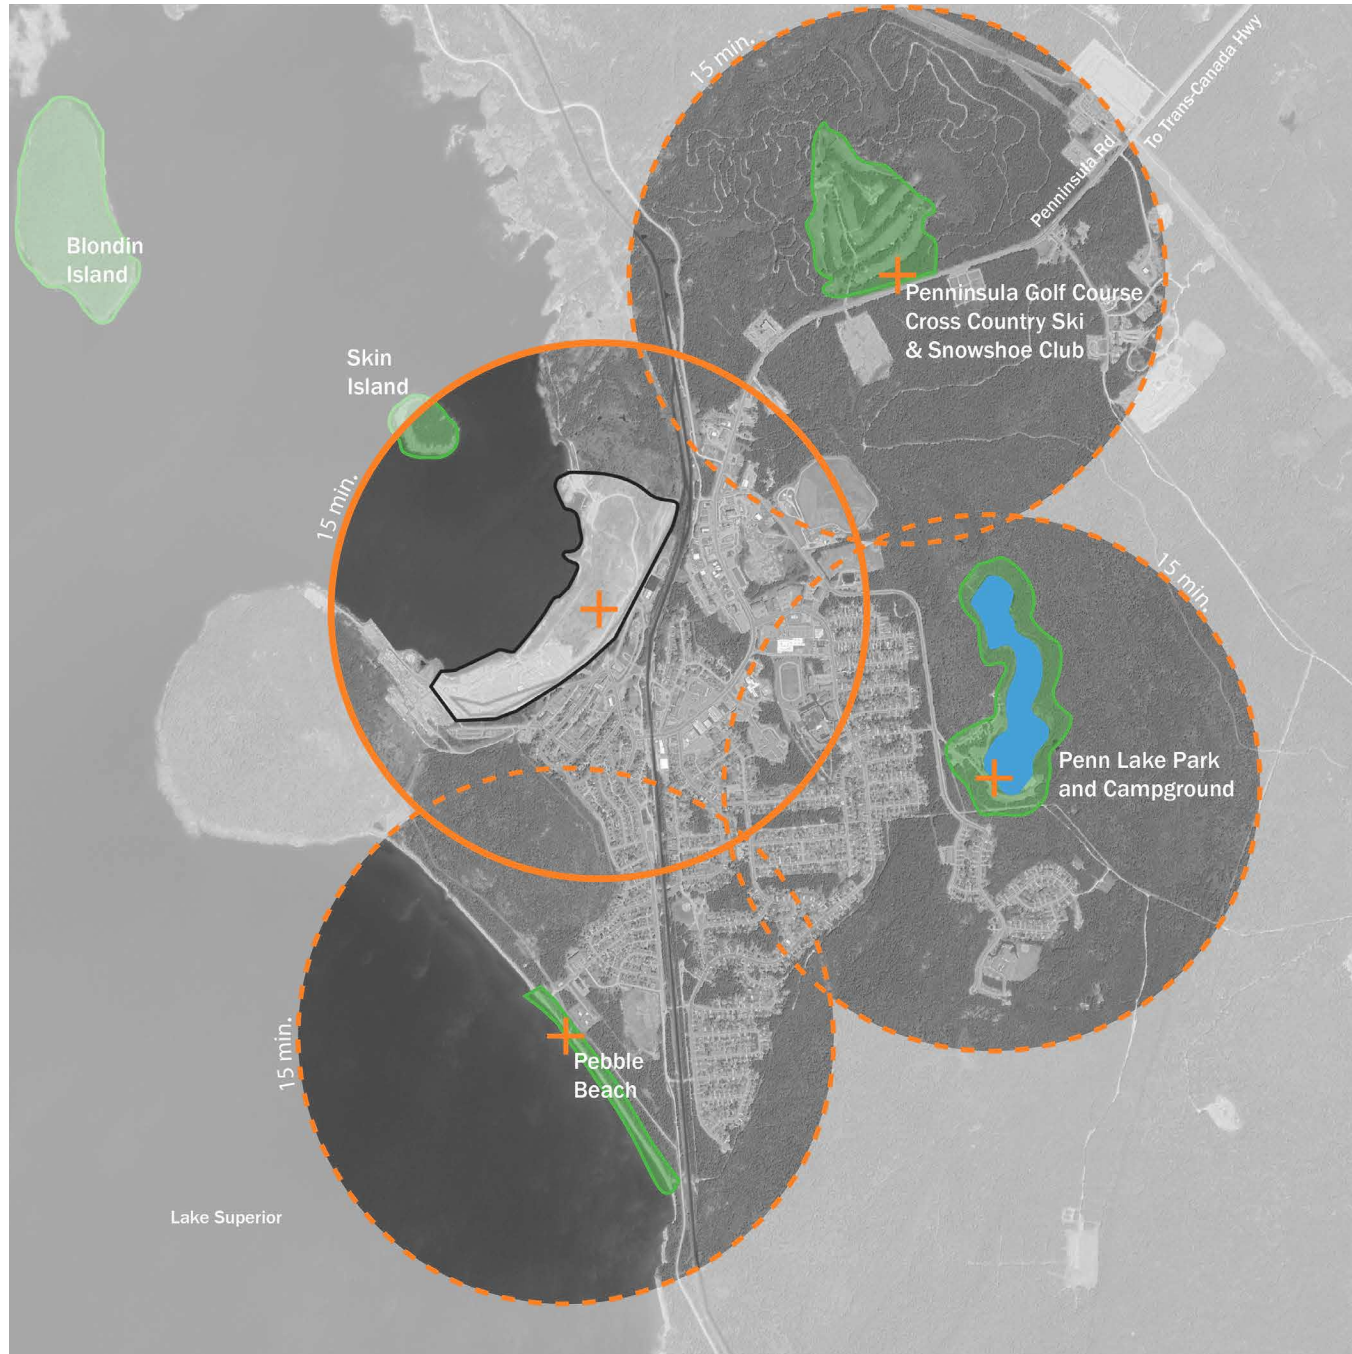 15 min.
To Trans-Canada Hwy
Penninsula Rd
Blondin
Island
Penninsula Golf Course
Cross Country Ski
& Snowshoe Club
Skin
Island
15 min.
15 min.
Penn Lake Park
and Campground
15 min.
Pebble
Beach
Lake Superior